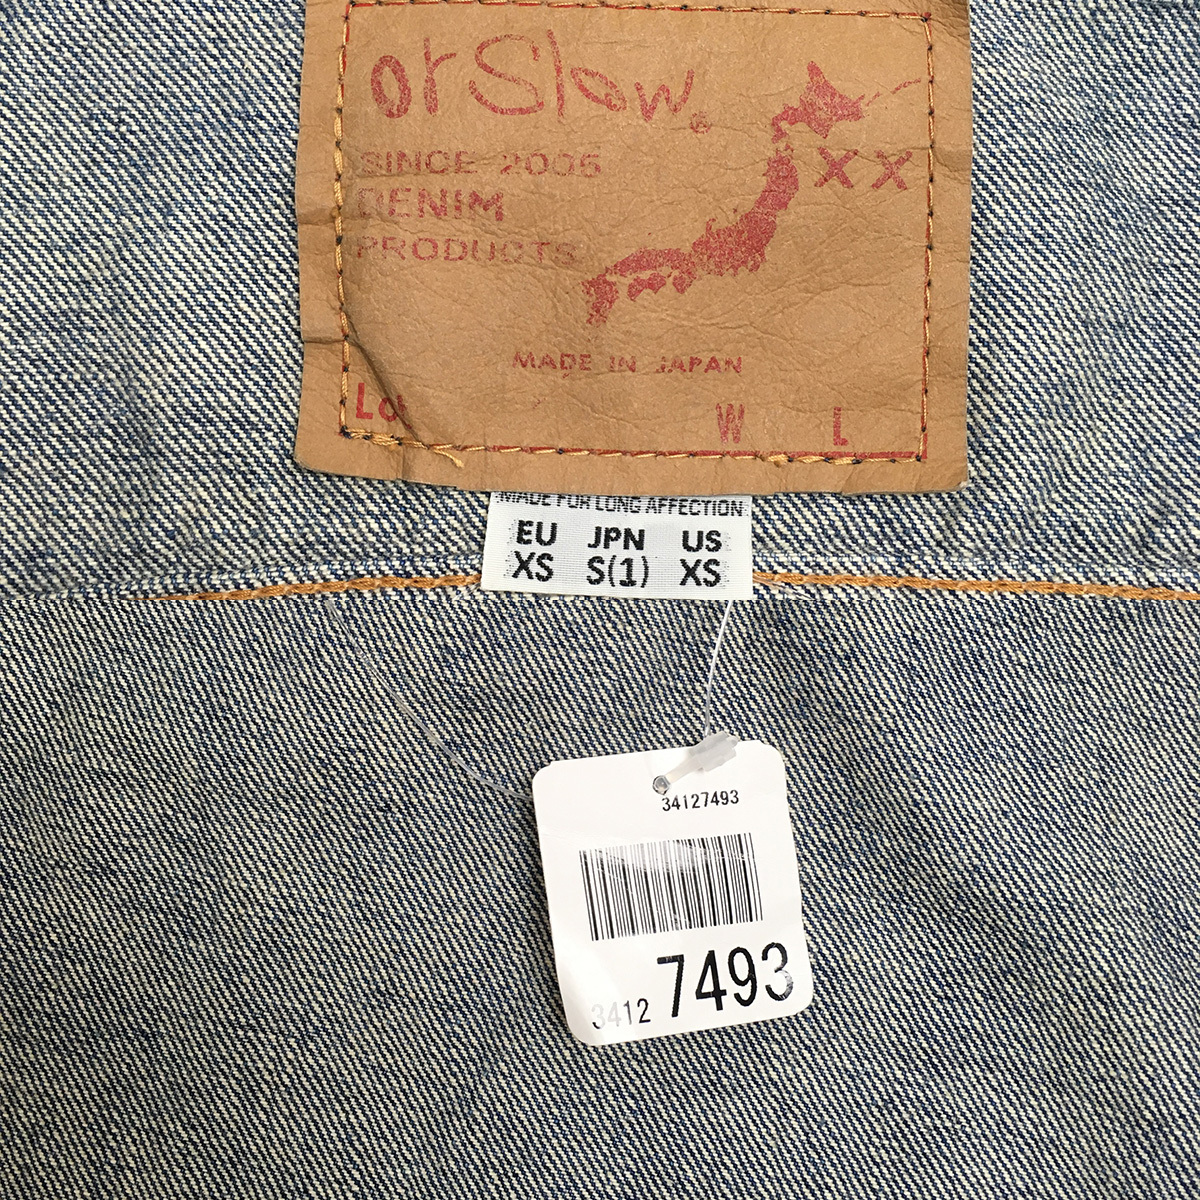 orSlow®
SINCE 2005
XX
DENIM
PRODUCTS
MADE IN JAPAN
Lot W L
MADE FOR LONG AFFECTION
EU JPN US
XS S(1) XS
34127493
3412 7493